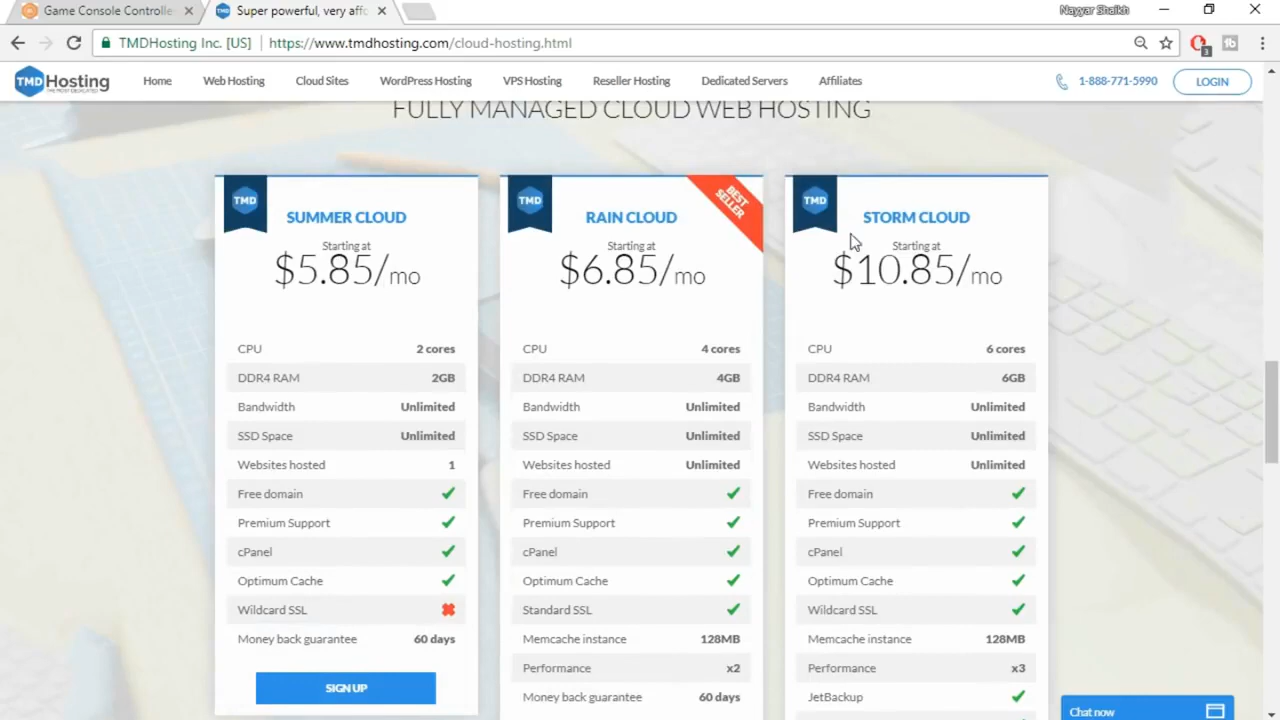 Game Console Controlle
Super powerful, very affo
Nayyar Shaikh
TMDHosting Inc. [US] https://www.tmdhosting.com/cloud-hosting.html
3
TMDHosting
THE MOST DEDICATED
Home Web Hosting Cloud Sites WordPress Hosting VPS Hosting Reseller Hosting Dedicated Servers Affiliates
1-888-771-5990 LOGIN
FULLY MANAGED CLOUD WEB HOSTING
TMD
SUMMER CLOUD
Starting at
$5.85/mo
CPU 2 cores
DDR4 RAM 2GB
Bandwidth Unlimited
SSD Space Unlimited
Websites hosted 1
Free domain
Premium Support
cPanel
Optimum Cache
Wildcard SSL
Money back guarantee 60 days
SIGN UP
TMD
BEST
SELLER
RAIN CLOUD
Starting at
$6.85/mo
CPU 4 cores
DDR4 RAM 4GB
Bandwidth Unlimited
SSD Space Unlimited
Websites hosted Unlimited
Free domain
Premium Support
cPanel
Optimum Cache
Standard SSL
Memcache instance 128MB
Performance x2
Money back guarantee 60 days
TMD
STORM CLOUD
Starting at
$10.85/mo
CPU 6 cores
DDR4 RAM 6GB
Bandwidth Unlimited
SSD Space Unlimited
Websites hosted Unlimited
Free domain
Premium Support
cPanel
Optimum Cache
Wildcard SSL
Memcache instance 128MB
Performance x3
JetBackup
Chat now